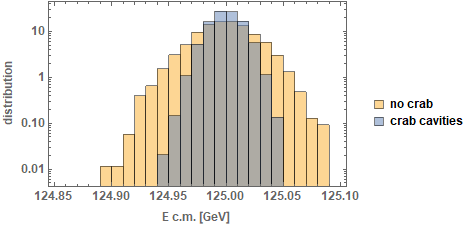 distribution
10
1
0.10
0.01
124.85 124.90 124.95 125.00 125.05 125.10
E c.m. [GeV]
no crab
crab cavities